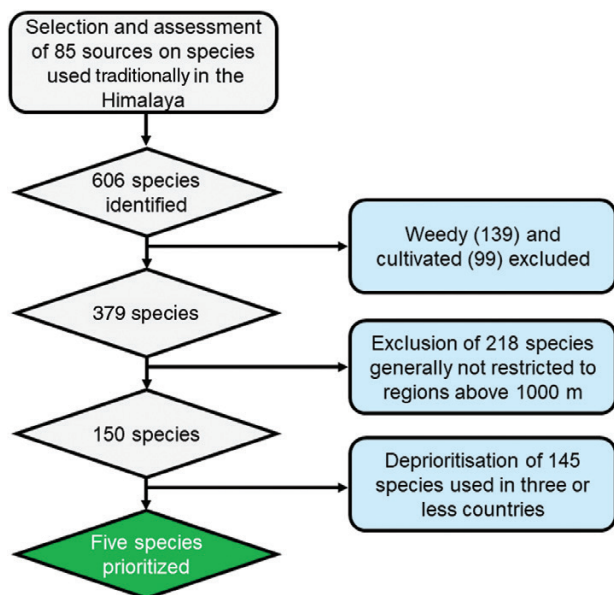 Selection and assessment
of 85 sources on species
used traditionally in the
Himalaya
606 species
identified
Weedy (139) and
cultivated (99) excluded
379 species
Exclusion of 218 species
generally not restricted to
regions above 1000 m
150 species
Deprioritisation of 145
species used in three or
less countries
Five species
prioritized